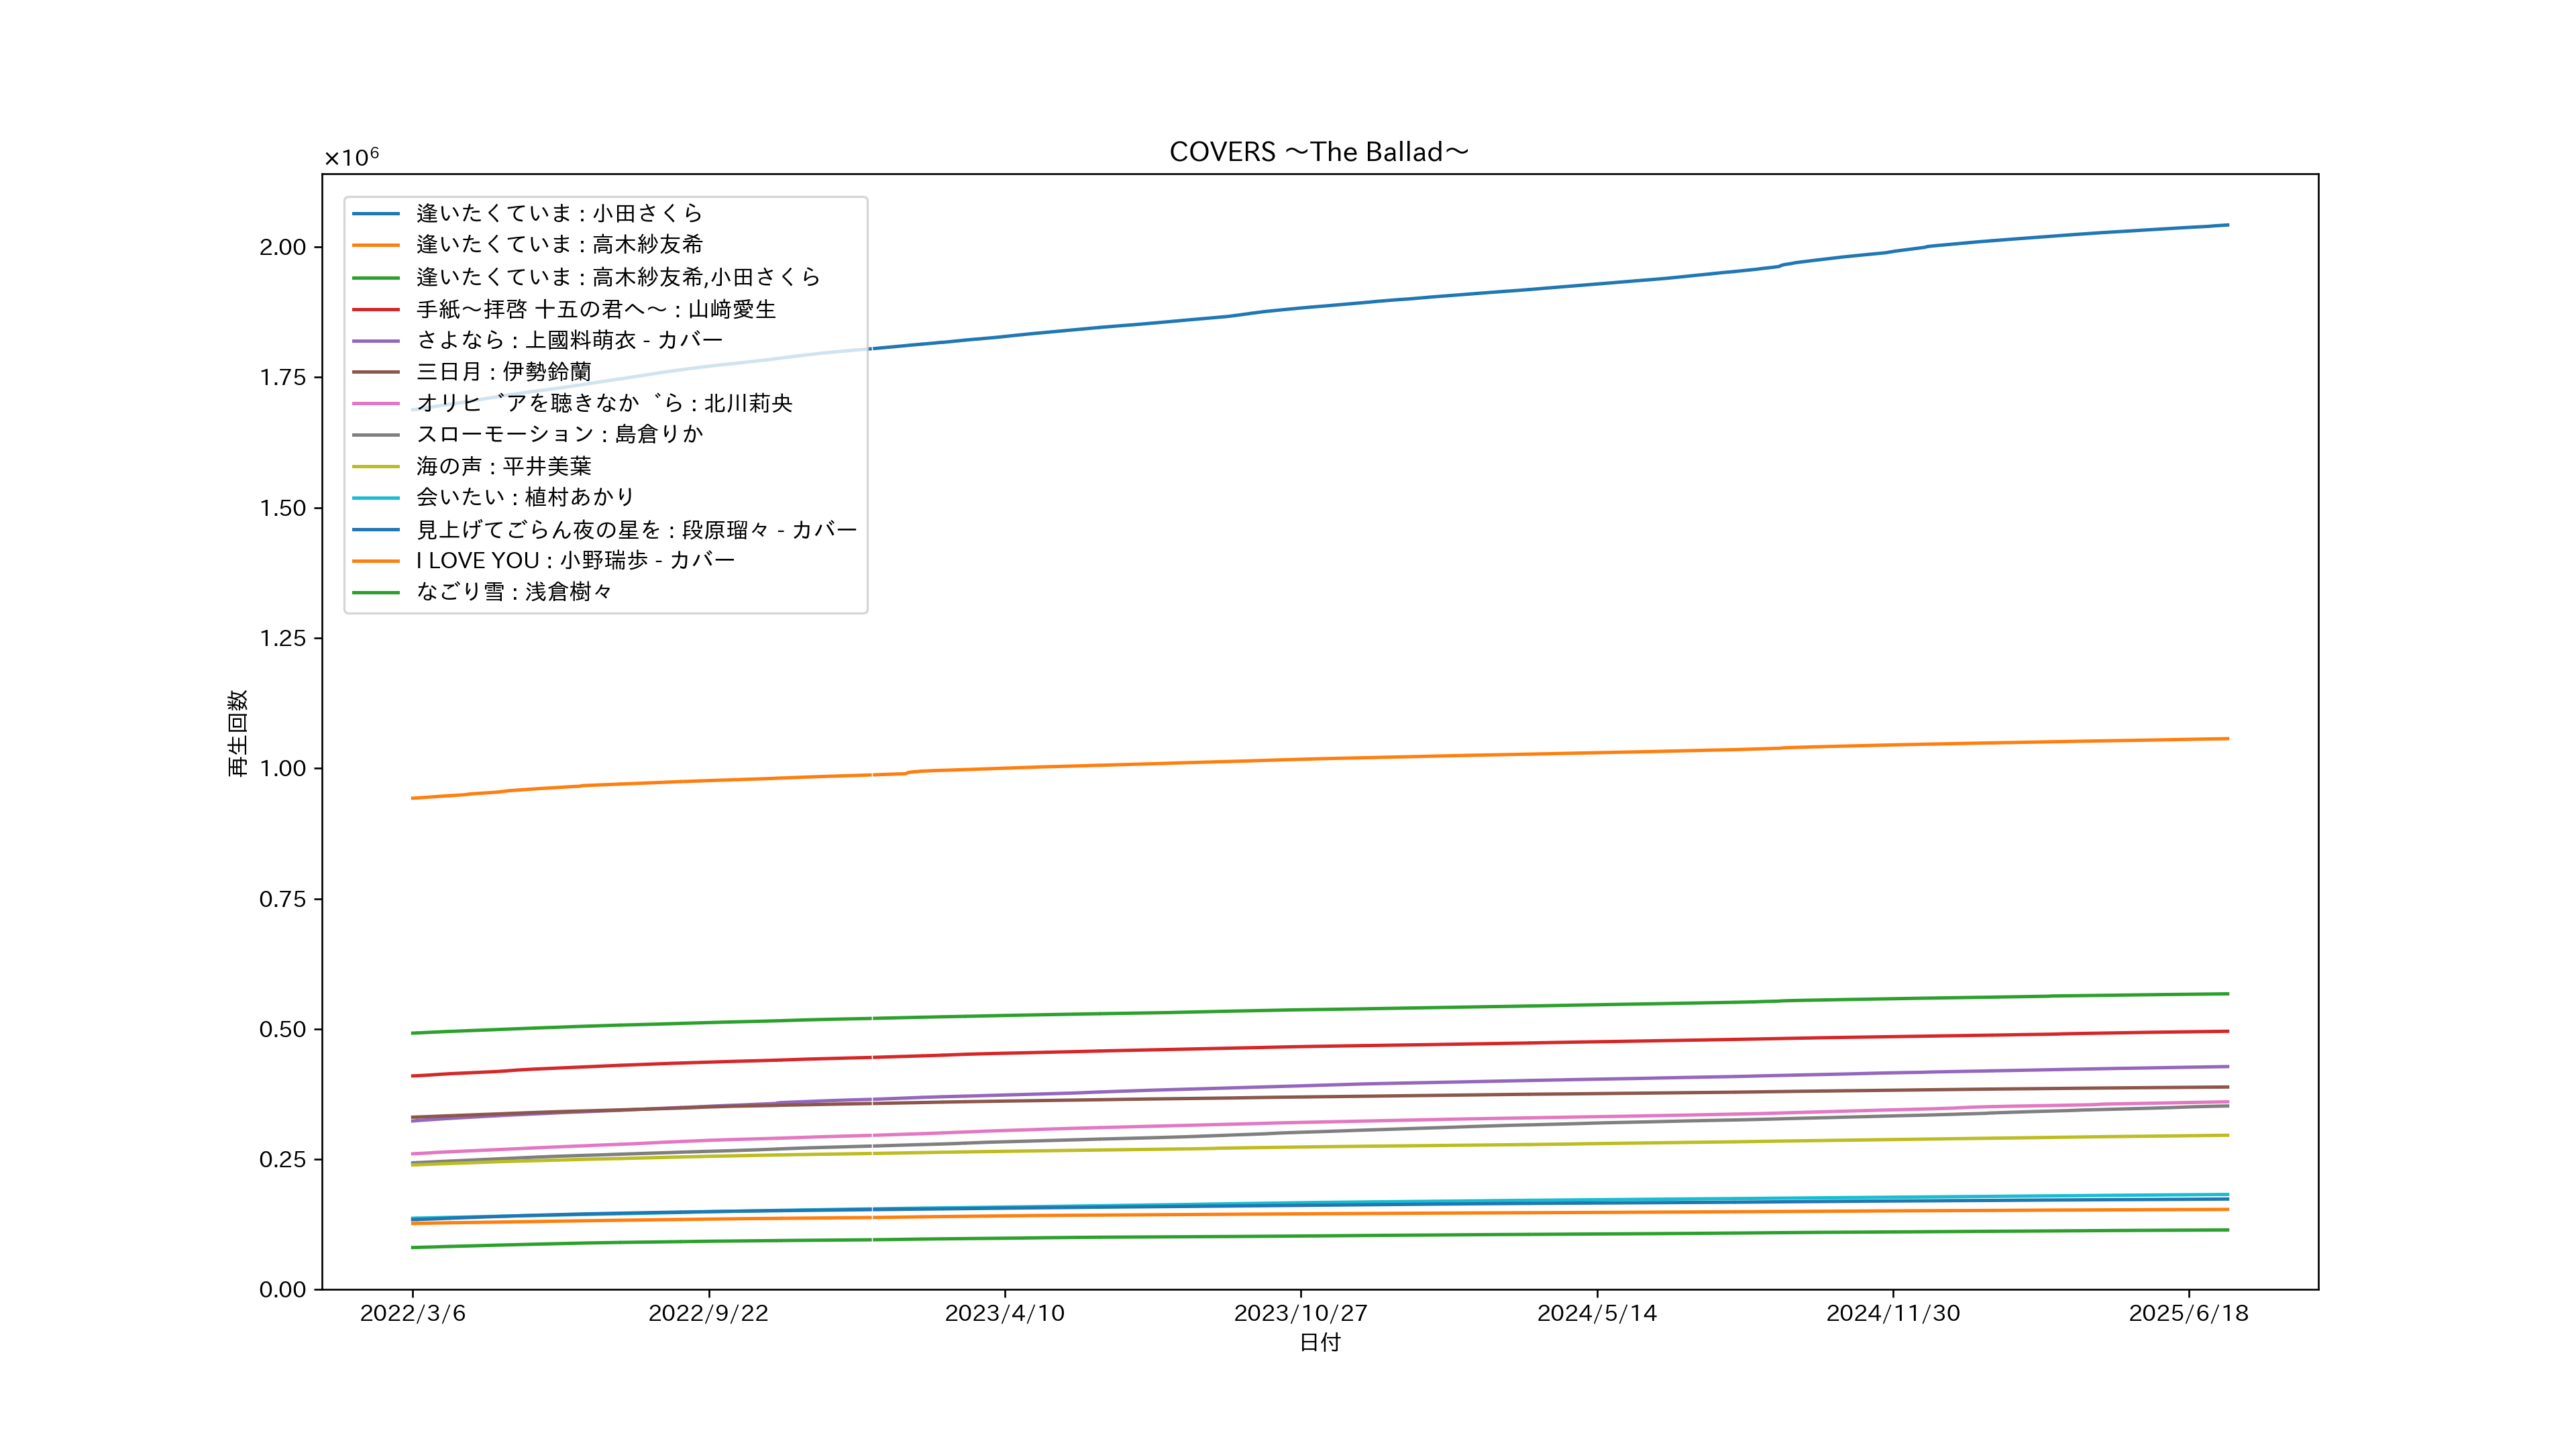 COVERS ～The Ballad～
×10⁶
逢いたくていま : 小田さくら
逢いたくていま : 高木紗友希
逢いたくていま : 高木紗友希,小田さくら
手紙～拝啓 十五の君へ～ : 山﨑愛生
さよなら : 上國料萌衣 - カバー
三日月 : 伊勢鈴蘭
オリヒ゛アを聴きなか゛ら : 北川莉央
スローモーション : 島倉りか
海の声 : 平井美葉
会いたい : 植村あかり
見上げてごらん夜の星を : 段原瑠々 - カバー
I LOVE YOU : 小野瑞歩 - カバー
なごり雪 : 浅倉樹々
2.00
1.75
1.50
1.25
1.00
0.75
0.50
0.25
0.00
再生回数
2022/3/6
2022/9/22
2023/4/10
2023/10/27
2024/5/14
2024/11/30
2025/6/18
日付